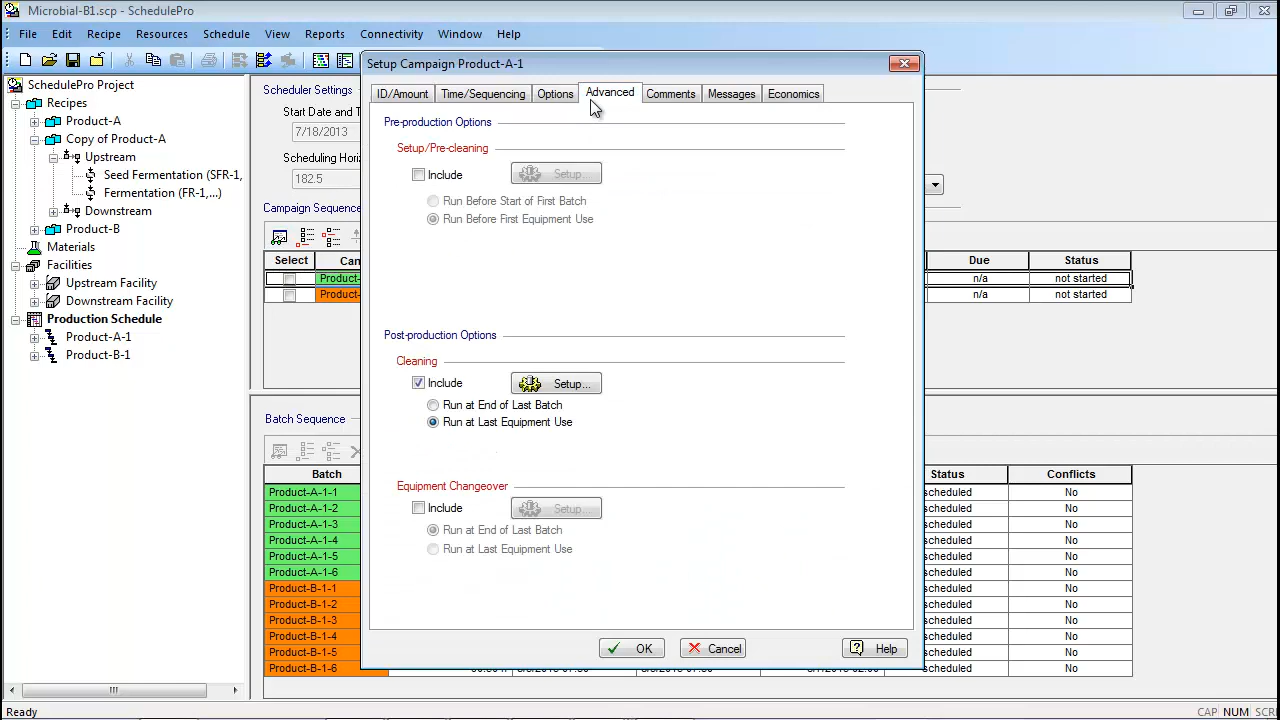 Microbial-B1.scp - SchedulePro
File Edit Recipe Resources Schedule View Reports Connectivity Window Help
SchedulePro Project
Recipes
Product-A
Copy of Product-A
Upstream
Seed Fermentation (SFR-1,
Fermentation (FR-1,...)
Downstream
Product-B
Materials
Facilities
Upstream Facility
Downstream Facility
Production Schedule
Product-A-1
Product-B-1
Scheduler Settings
Start Date and T
7/18/2013
Scheduling Horiz
182.5
Campaign Sequence
Select Can Due Status
Product- n/a not started
Product- n/a not started
Batch Sequence
Batch Status Conflicts
Product-A-1-1 scheduled No
Product-A-1-2 scheduled No
Product-A-1-3 scheduled No
Product-A-1-4 scheduled No
Product-A-1-5 scheduled No
Product-A-1-6 scheduled No
Product-B-1-1 scheduled No
Product-B-1-2 scheduled No
Product-B-1-3 scheduled No
Product-B-1-4 scheduled No
Product-B-1-5 scheduled No
Product-B-1-6 scheduled No
Setup Campaign Product-A-1
ID/Amount Time/Sequencing Options Advanced Comments Messages Economics
Pre-production Options
Setup/Pre-cleaning
Include Setup...
Run Before Start of First Batch
Run Before First Equipment Use
Post-production Options
Cleaning
Include Setup...
Run at End of Last Batch
Run at Last Equipment Use
Equipment Changeover
Include Setup...
Run at End of Last Batch
Run at Last Equipment Use
OK Cancel Help
Ready CAP NUM SCR